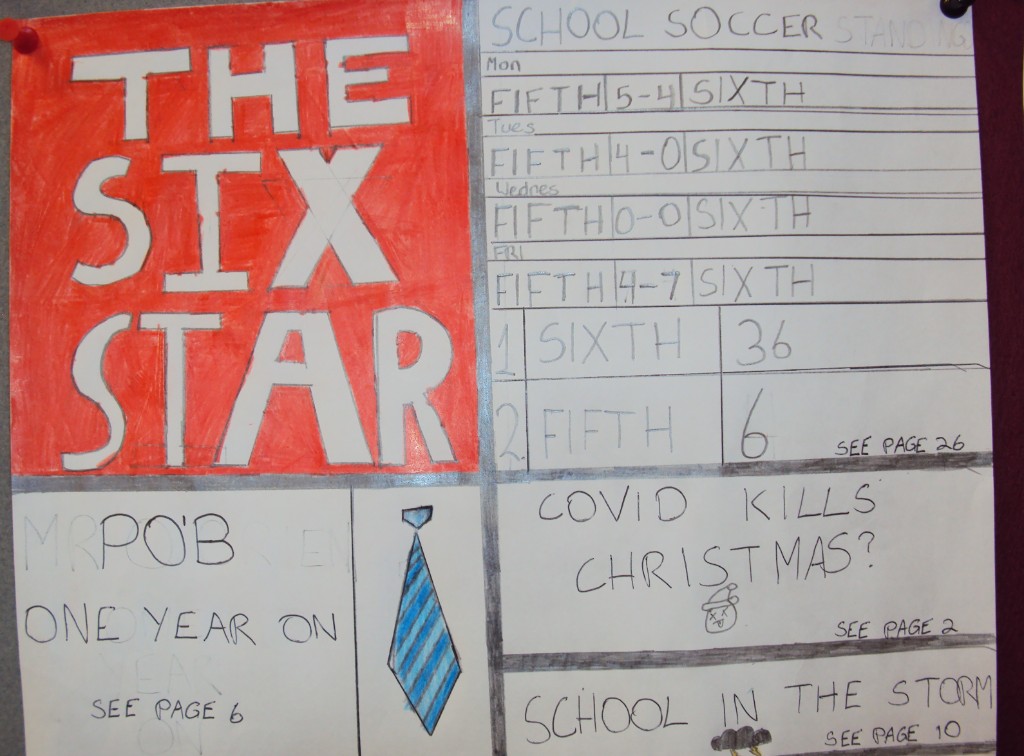 THE
SIX
STAR
SCHOOL SOCCER STANDINGS
Mon
FIFTH 5-4 SIXTH
Tues
FIFTH 4-0 SIXTH
Wednes
FIFTH 0-0 SIXTH
FRI
FIFTH 4-7 SIXTH
1 SIXTH 36
2 FIFTH 6
SEE PAGE 26
PO'B
ONE YEAR ON
SEE PAGE 6
COVID KILLS
CHRISTMAS?
SEE PAGE 2
SCHOOL IN THE STORM
SEE PAGE 10